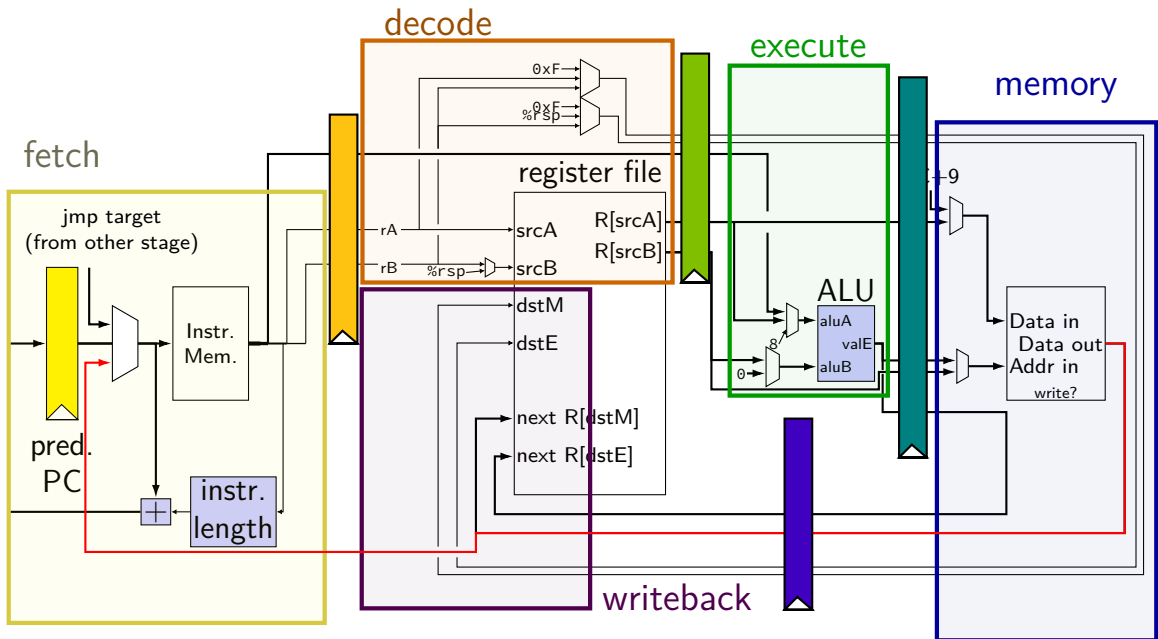 decode
execute
memory
fetch
0xF
0xF
%rsp
register file
jmp target
(from other stage)
rA
srcA
R[srcA]
R[srcB]
rB
%rsp
srcB
+9
Instr.
Mem.
dstM
dstE
ALU
aluA
valE
aluB
8
0
Data in
Data out
Addr in
write?
next R[dstM]
next R[dstE]
pred.
PC
instr.
length
+
writeback